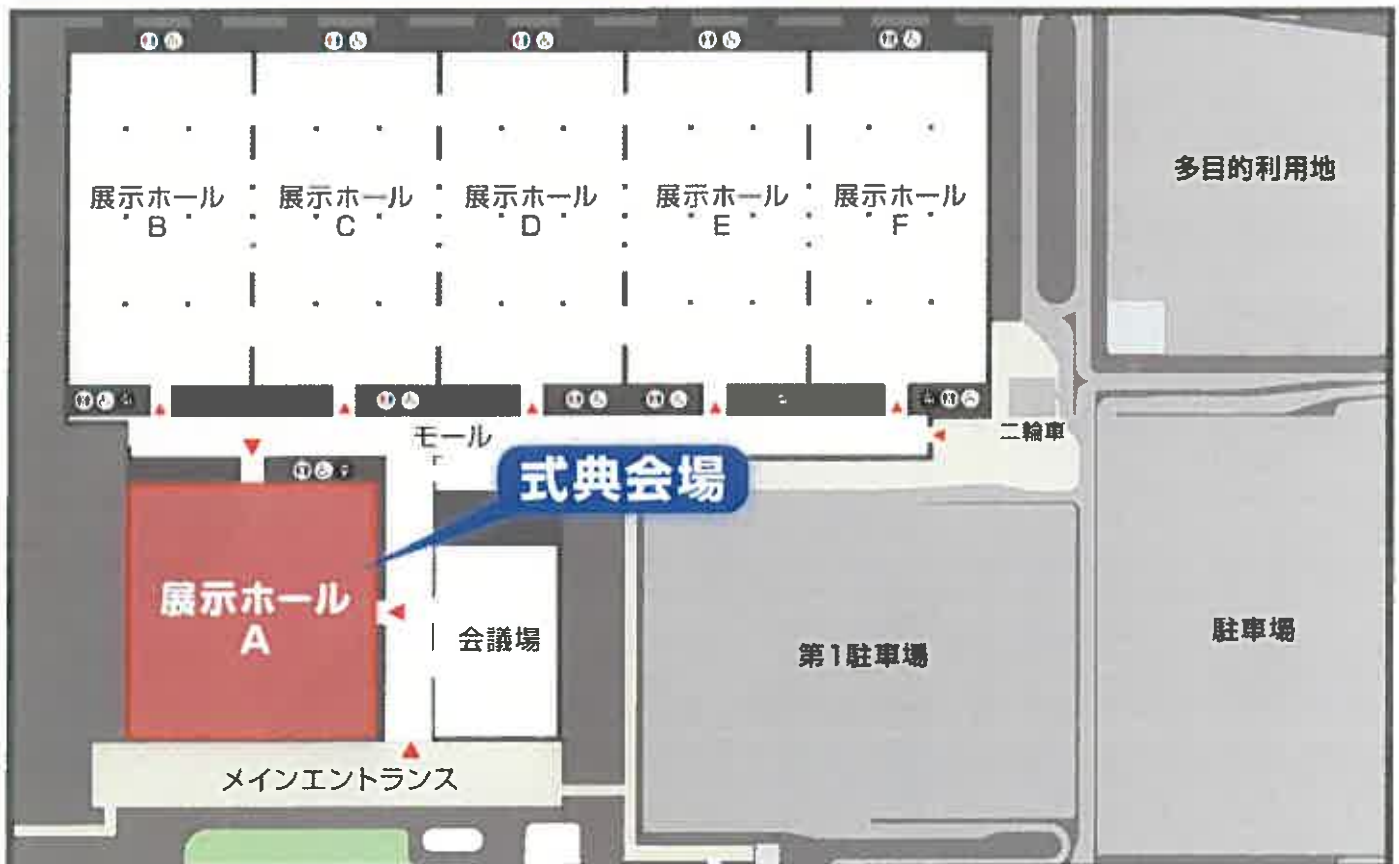 展示ホール
B
展示ホール
C
展示ホール
D
展示ホール
E
展示ホール
F
多目的利用地
モール
二輪車
式典会場
展示ホール
A
会議場
第1駐車場
駐車場
メインエントランス